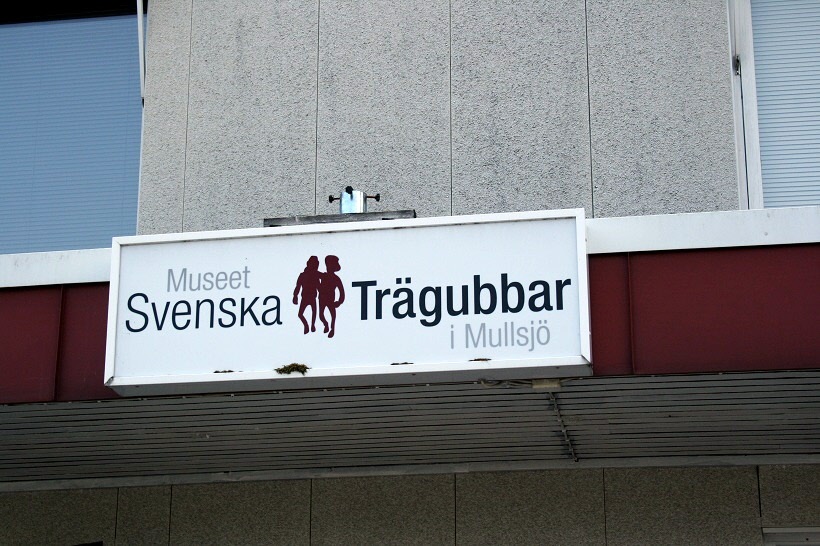 Museet
Svenska Trägubbar
i Mullsjö